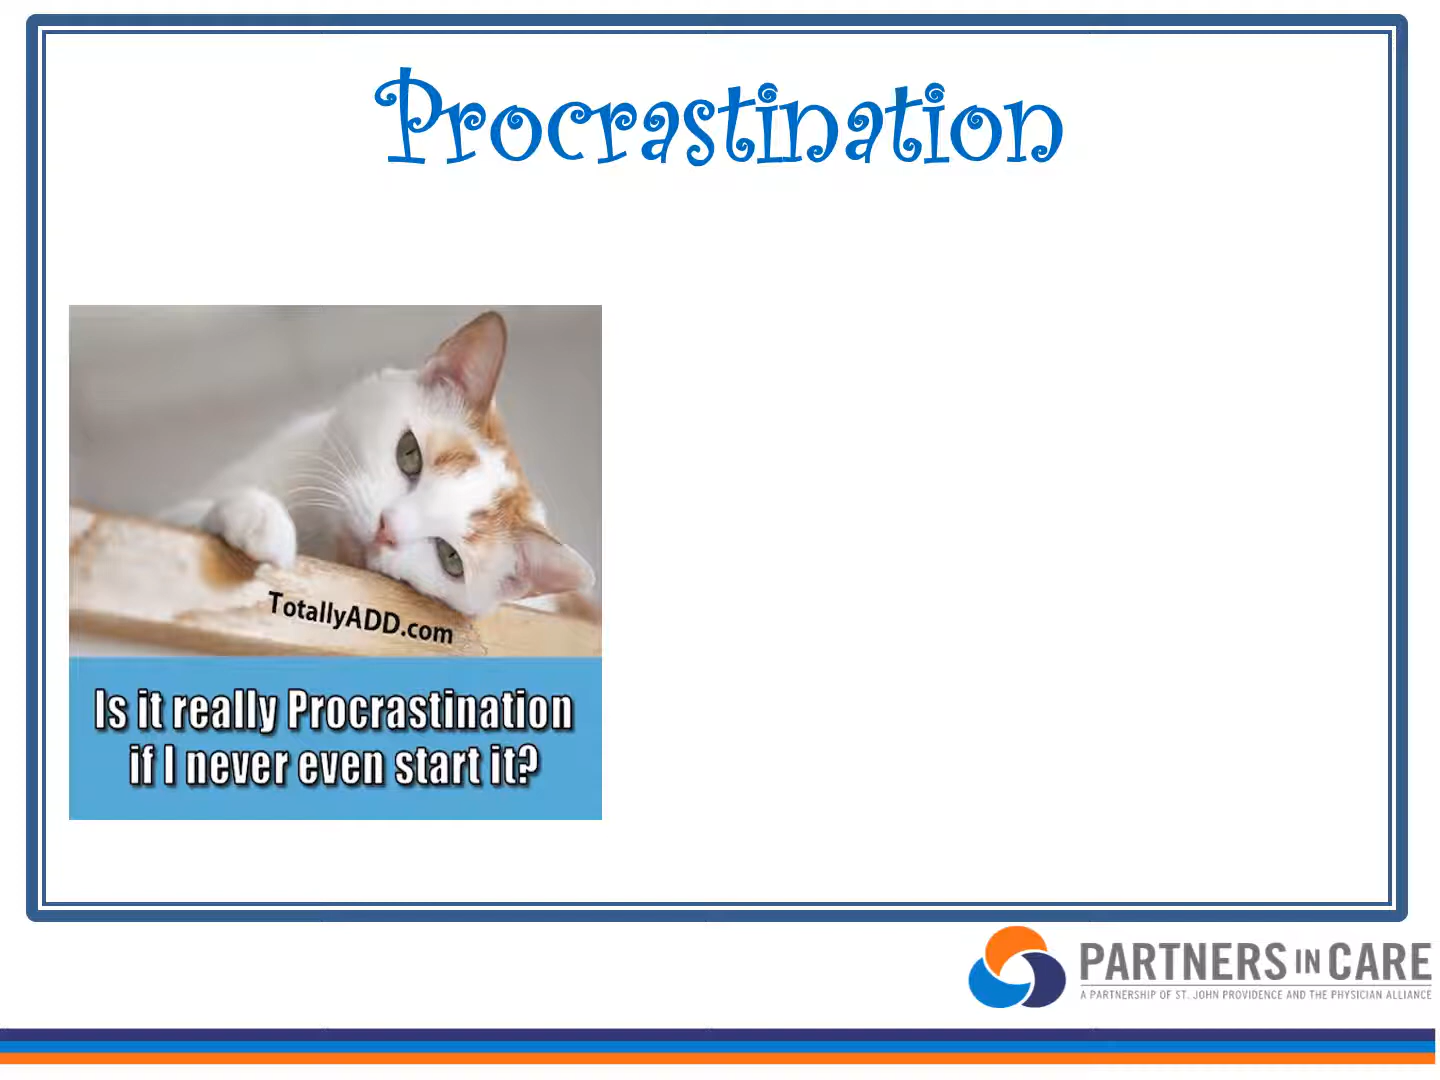 Procrastination
TotallyADD.com
Is it really Procrastination
if I never even start it?
PARTNERS IN CARE
A PARTNERSHIP OF ST. JOHN PROVIDENCE AND THE PHYSICIAN ALLIANCE